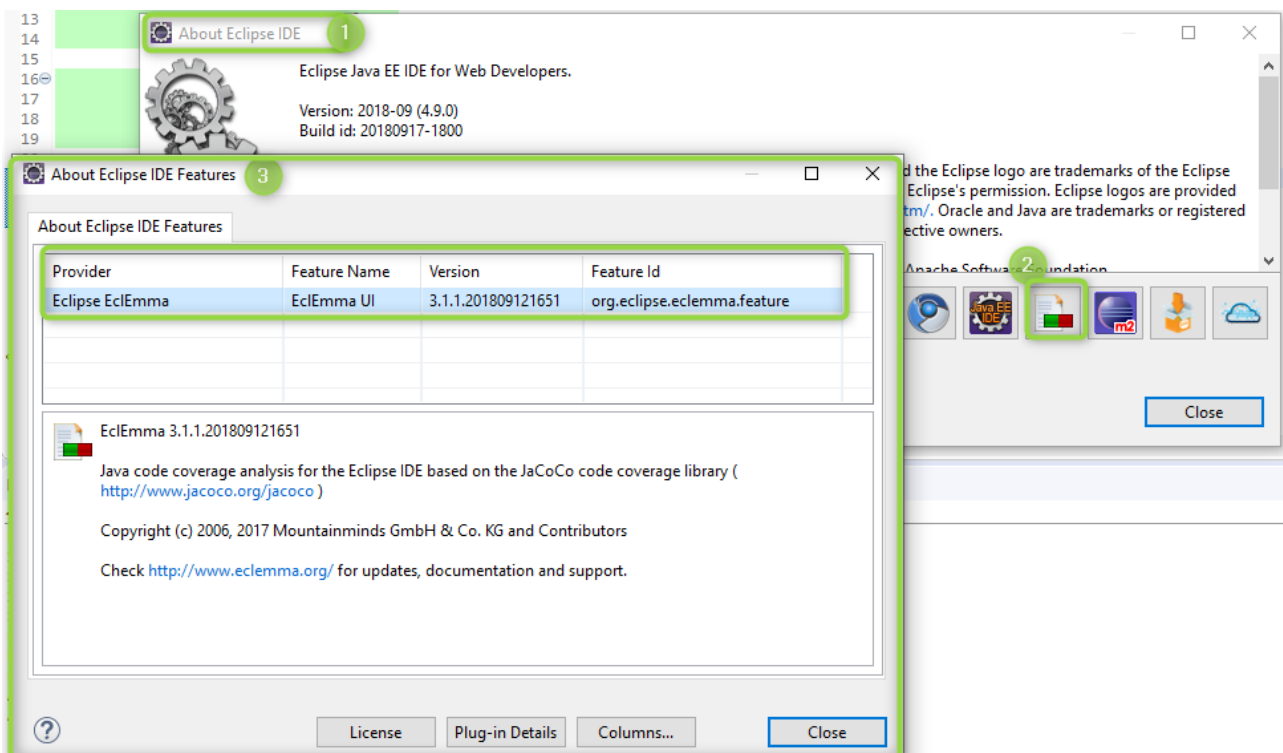 13
14
15
16
17
18
19
About Eclipse IDE
1
Eclipse Java EE IDE for Web Developers.
Version: 2018-09 (4.9.0)
Build id: 20180917-1800
d the Eclipse logo are trademarks of the Eclipse
Eclipse's permission. Eclipse logos are provided
tm/. Oracle and Java are trademarks or registered
ective owners.
Apache Software Foundation
2
Java EE
IDE
m2
Close
About Eclipse IDE Features
3
About Eclipse IDE Features
Provider Feature Name Version Feature Id
Eclipse EclEmma EclEmma UI 3.1.1.201809121651 org.eclipse.eclemma.feature
EclEmma 3.1.1.201809121651
Java code coverage analysis for the Eclipse IDE based on the JaCoCo code coverage library (
http://www.jacoco.org/jacoco )
Copyright (c) 2006, 2017 Mountainminds GmbH & Co. KG and Contributors
Check http://www.eclemma.org/ for updates, documentation and support.
?
License Plug-in Details Columns... Close